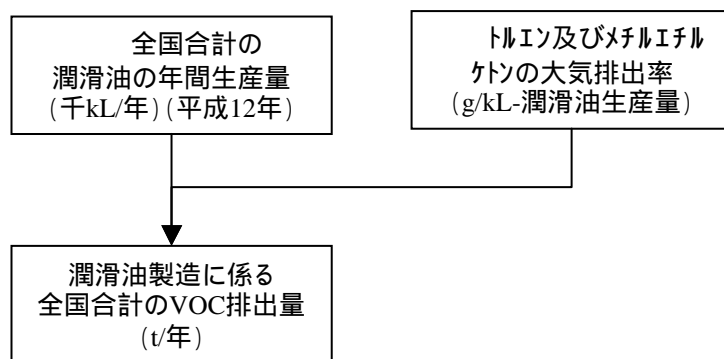 全国合計の
潤滑油の年間生産量
(千kL/年)(平成12年)
ﾄﾙｴﾝ及びﾒﾁﾙｴﾁﾙ
ｹﾄﾝの大気排出率
(g/kL-潤滑油生産量)
潤滑油製造に係る
全国合計のVOC排出量
(t/年)